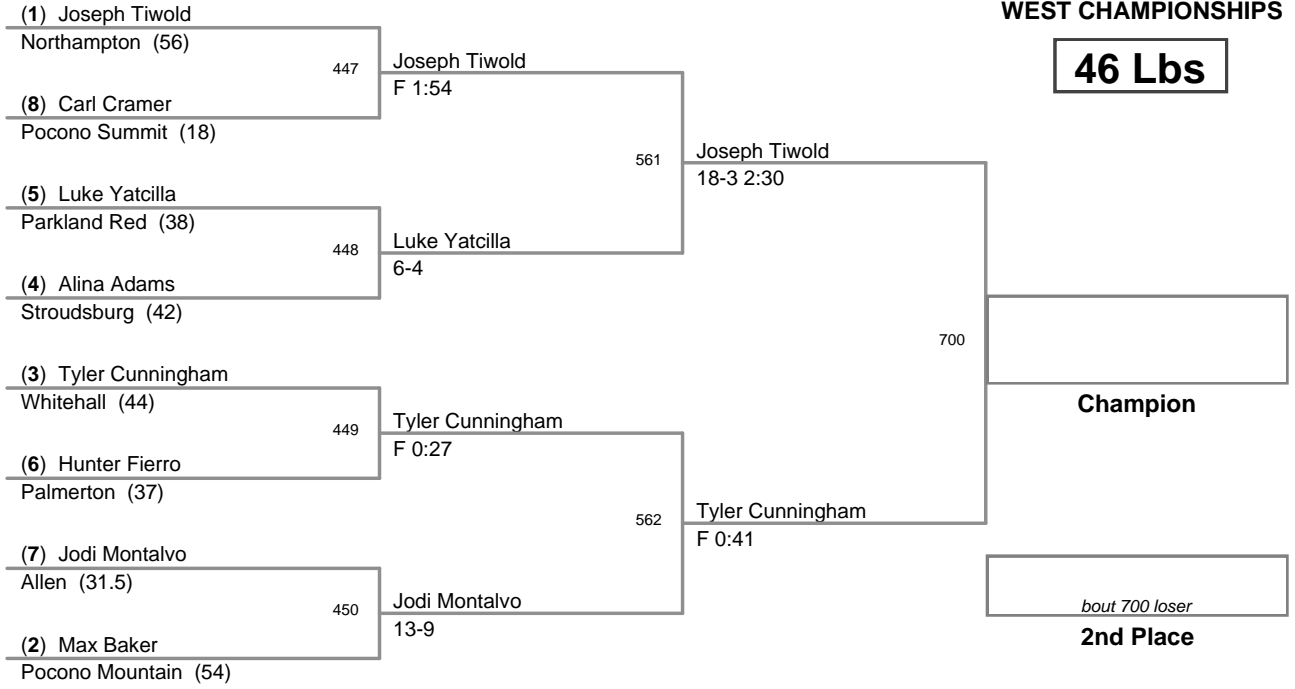 WEST CHAMPIONSHIPS
46 Lbs
(1) Joseph Tiwold
Northampton (56)
447
(8) Carl Cramer
Pocono Summit (18)
(5) Luke Yatcilla
Parkland Red (38)
448
(4) Alina Adams
Stroudsburg (42)
(3) Tyler Cunningham
Whitehall (44)
449
(6) Hunter Fierro
Palmerton (37)
(7) Jodi Montalvo
Allen (31.5)
450
(2) Max Baker
Pocono Mountain (54)
Joseph Tiwold
F 1:54
561
Luke Yatcilla
6-4
Tyler Cunningham
F 0:27
562
Jodi Montalvo
13-9
Joseph Tiwold
18-3 2:30
700
Tyler Cunningham
F 0:41
Champion
bout 700 loser
2nd Place